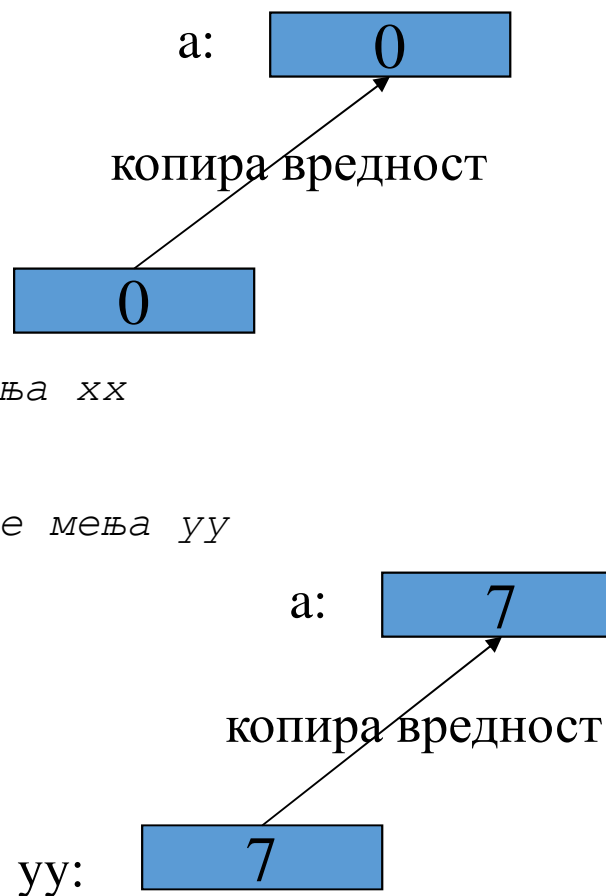 a: 0
копира вредност
0
ња xx
е мења yy
a: 7
копира вредност
yy: 7